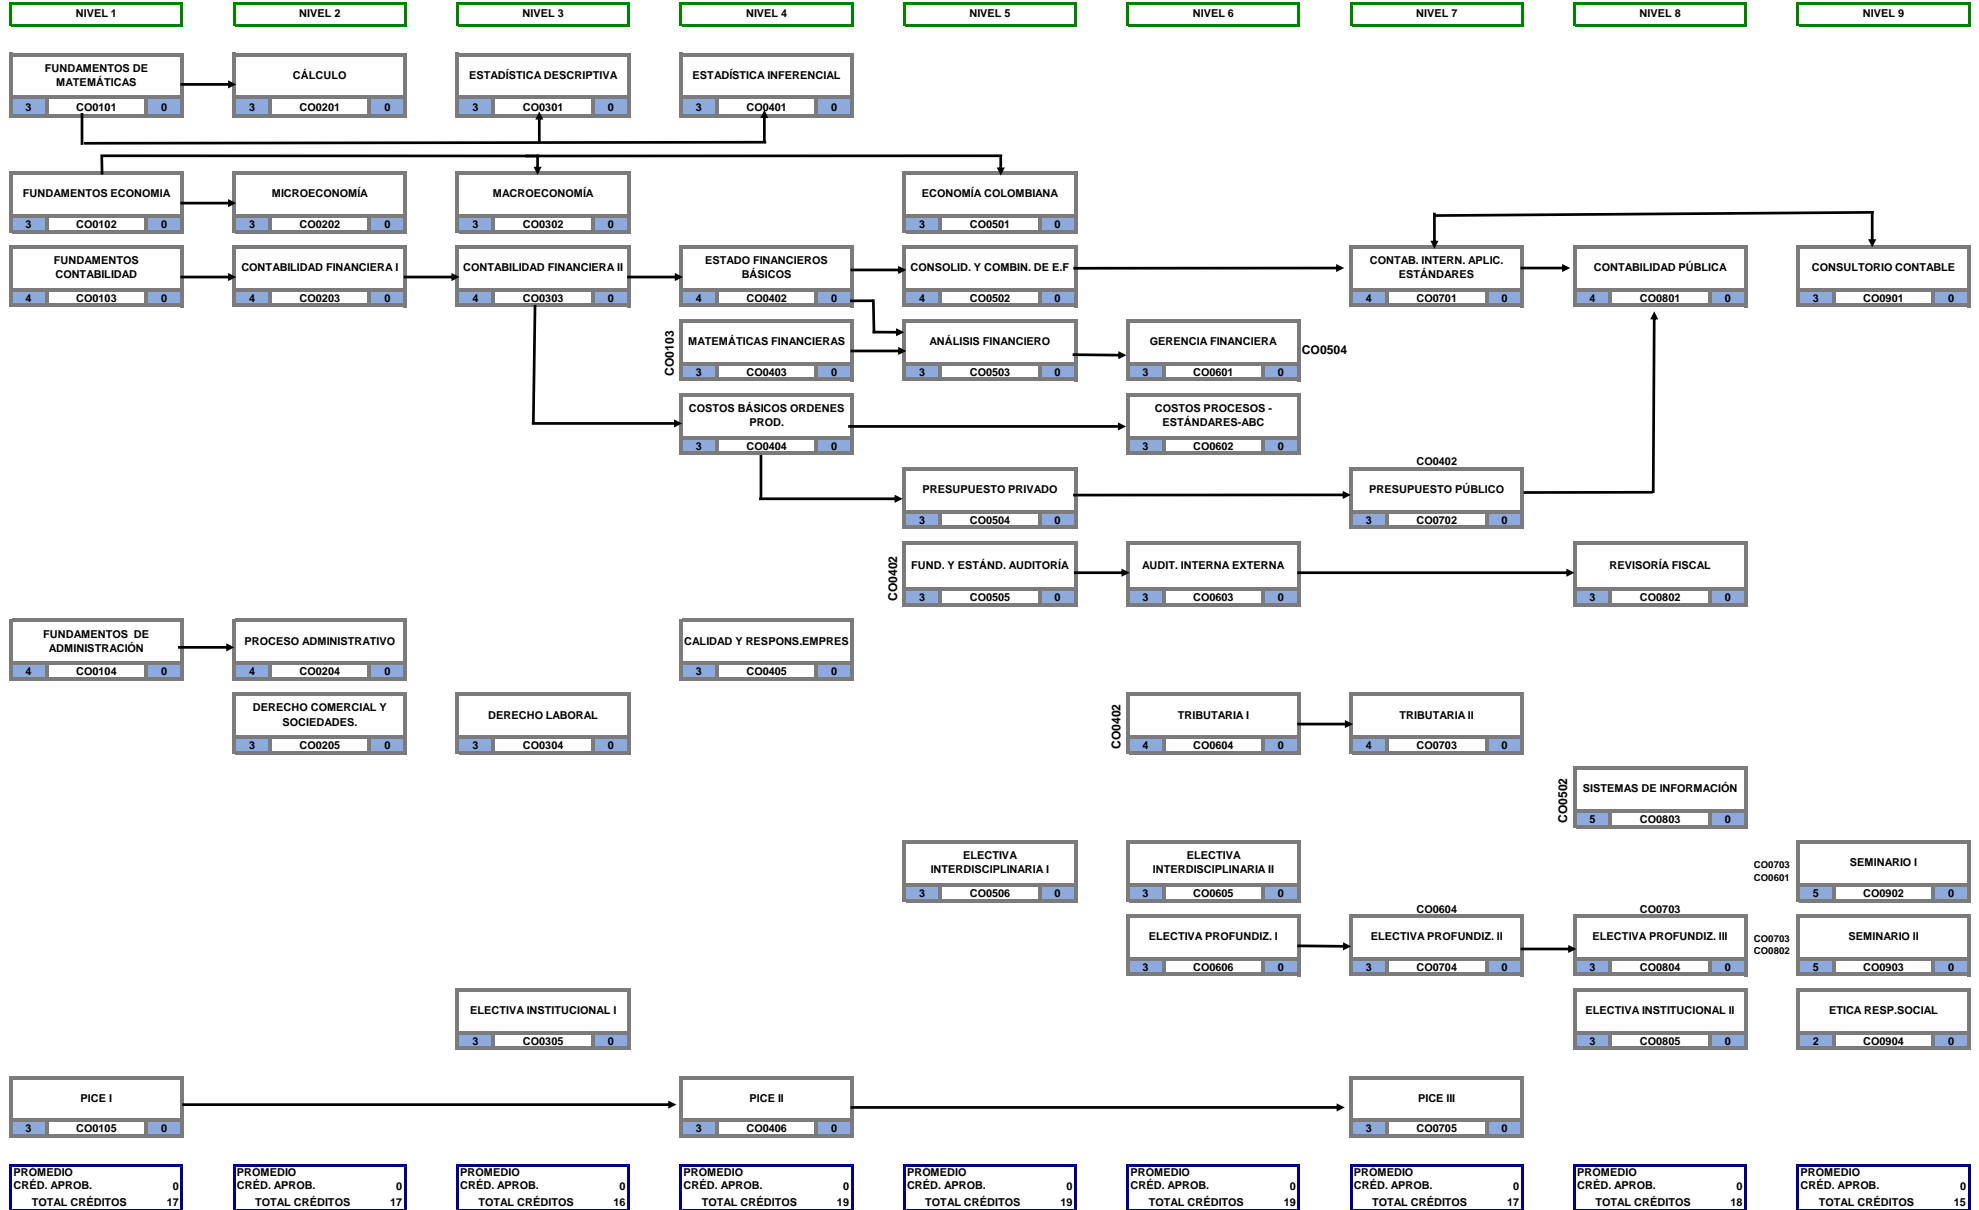 NIVEL 1
NIVEL 2
NIVEL 3
NIVEL 4
NIVEL 5
NIVEL 6
NIVEL 7
NIVEL 8
NIVEL 9
FUNDAMENTOS DE
MATEMÁTICAS
3 CO0101 0
CÁLCULO
3 CO0201 0
ESTADÍSTICA DESCRIPTIVA
3 CO0301 0
ESTADÍSTICA INFERENCIAL
3 CO0401 0
FUNDAMENTOS ECONOMIA
3 CO0102 0
MICROECONOMÍA
3 CO0202 0
MACROECONOMÍA
3 CO0302 0
ECONOMÍA COLOMBIANA
3 CO0501 0
FUNDAMENTOS
CONTABILIDAD
4 CO0103 0
CONTABILIDAD FINANCIERA I
4 CO0203 0
CONTABILIDAD FINANCIERA II
4 CO0303 0
ESTADO FINANCIEROS
BÁSICOS
4 CO0402 0
CONSOLID. Y COMBIN. DE E.F
4 CO0502 0
CONTAB. INTERN. APLIC.
ESTÁNDARES
4 CO0701 0
CONTABILIDAD PÚBLICA
4 CO0801 0
CONSULTORIO CONTABLE
3 CO0901 0
CO0103
MATEMÁTICAS FINANCIERAS
3 CO0403 0
ANÁLISIS FINANCIERO
3 CO0503 0
GERENCIA FINANCIERA
3 CO0601 0
CO0504
COSTOS BÁSICOS ORDENES
PROD.
3 CO0404 0
COSTOS PROCESOS -
ESTÁNDARES-ABC
3 CO0602 0
PRESUPUESTO PRIVADO
3 CO0504 0
CO0402
PRESUPUESTO PÚBLICO
3 CO0702 0
CO0402
FUND. Y ESTÁND. AUDITORÍA
3 CO0505 0
AUDIT. INTERNA EXTERNA
3 CO0603 0
REVISORÍA FISCAL
3 CO0802 0
FUNDAMENTOS DE
ADMINISTRACIÓN
4 CO0104 0
PROCESO ADMINISTRATIVO
4 CO0204 0
CALIDAD Y RESPONS.EMPRES
3 CO0405 0
DERECHO COMERCIAL Y
SOCIEDADES.
3 CO0205 0
DERECHO LABORAL
3 CO0304 0
CO0402
TRIBUTARIA I
4 CO0604 0
TRIBUTARIA II
4 CO0703 0
CO0502
SISTEMAS DE INFORMACIÓN
5 CO0803 0
ELECTIVA
INTERDISCIPLINARIA I
3 CO0506 0
ELECTIVA
INTERDISCIPLINARIA II
3 CO0605 0
CO0703
CO0601
SEMINARIO I
5 CO0902 0
ELECTIVA PROFUNDIZ. I
3 CO0606 0
CO0604
ELECTIVA PROFUNDIZ. II
3 CO0704 0
CO0703
ELECTIVA PROFUNDIZ. III
3 CO0804 0
CO0703
CO0802
SEMINARIO II
5 CO0903 0
ELECTIVA INSTITUCIONAL I
3 CO0305 0
ELECTIVA INSTITUCIONAL II
3 CO0805 0
ETICA RESP.SOCIAL
2 CO0904 0
PICE I
3 CO0105 0
PICE II
3 CO0406 0
PICE III
3 CO0705 0
PROMEDIO
CRÉD. APROB. 0
TOTAL CRÉDITOS 17
PROMEDIO
CRÉD. APROB. 0
TOTAL CRÉDITOS 17
PROMEDIO
CRÉD. APROB. 0
TOTAL CRÉDITOS 16
PROMEDIO
CRÉD. APROB. 0
TOTAL CRÉDITOS 19
PROMEDIO
CRÉD. APROB. 0
TOTAL CRÉDITOS 19
PROMEDIO
CRÉD. APROB. 0
TOTAL CRÉDITOS 19
PROMEDIO
CRÉD. APROB. 0
TOTAL CRÉDITOS 17
PROMEDIO
CRÉD. APROB. 0
TOTAL CRÉDITOS 18
PROMEDIO
CRÉD. APROB. 0
TOTAL CRÉDITOS 15